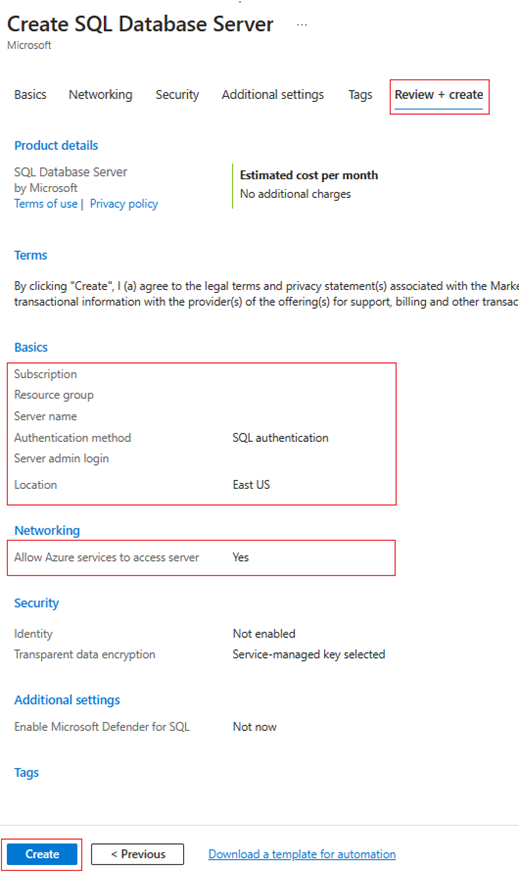 Create SQL Database Server ...
Microsoft
Basics Networking Security Additional settings Tags Review + create
Product details
SQL Database Server
by Microsoft
Terms of use | Privacy policy
Estimated cost per month
No additional charges
Terms
By clicking "Create", I (a) agree to the legal terms and privacy statement(s) associated with the Marke
transactional information with the provider(s) of the offering(s) for support, billing and other transac
Basics
Subscription
Resource group
Server name
Authentication method SQL authentication
Server admin login
Location East US
Networking
Allow Azure services to access server Yes
Security
Identity Not enabled
Transparent data encryption Service-managed key selected
Additional settings
Enable Microsoft Defender for SQL Not now
Tags
Create < Previous Download a template for automation